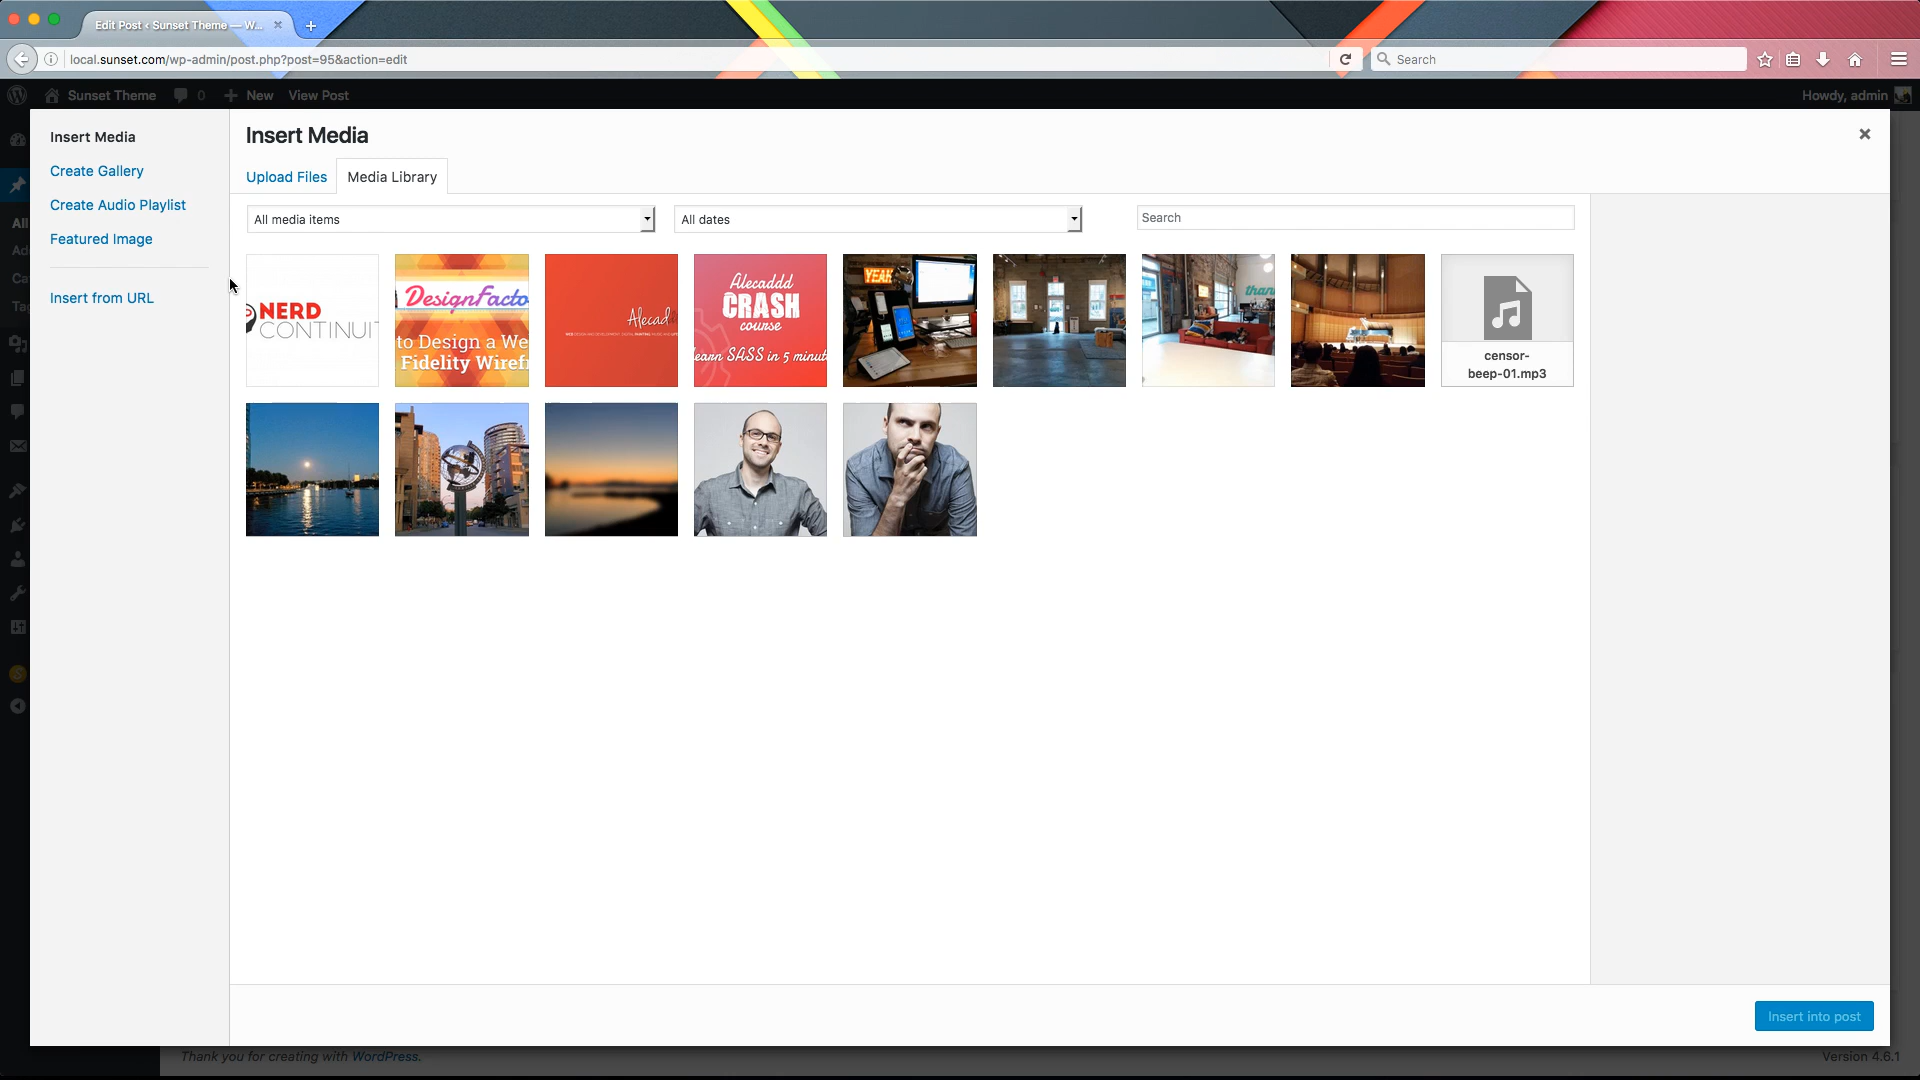 Edit Post ‹ Sunset Theme — W...
local.sunset.com/wp-admin/post.php?post=95&action=edit
Search
Sunset Theme
0
New
View Post
Howdy, admin
Insert Media
Create Gallery
Create Audio Playlist
Featured Image
Insert from URL
Insert Media
Upload Files
Media Library
All media items
All dates
Search
NERD
CONTINUIT
DesignFacto
to Design a We
Fidelity Wirefr
Alecad
Alecaddd
CRASH
course
earn SASS in 5 minut
YEAH
than
censor-
beep-01.mp3
All
Insert into post
Thank you for creating with WordPress.
Version 4.6.1